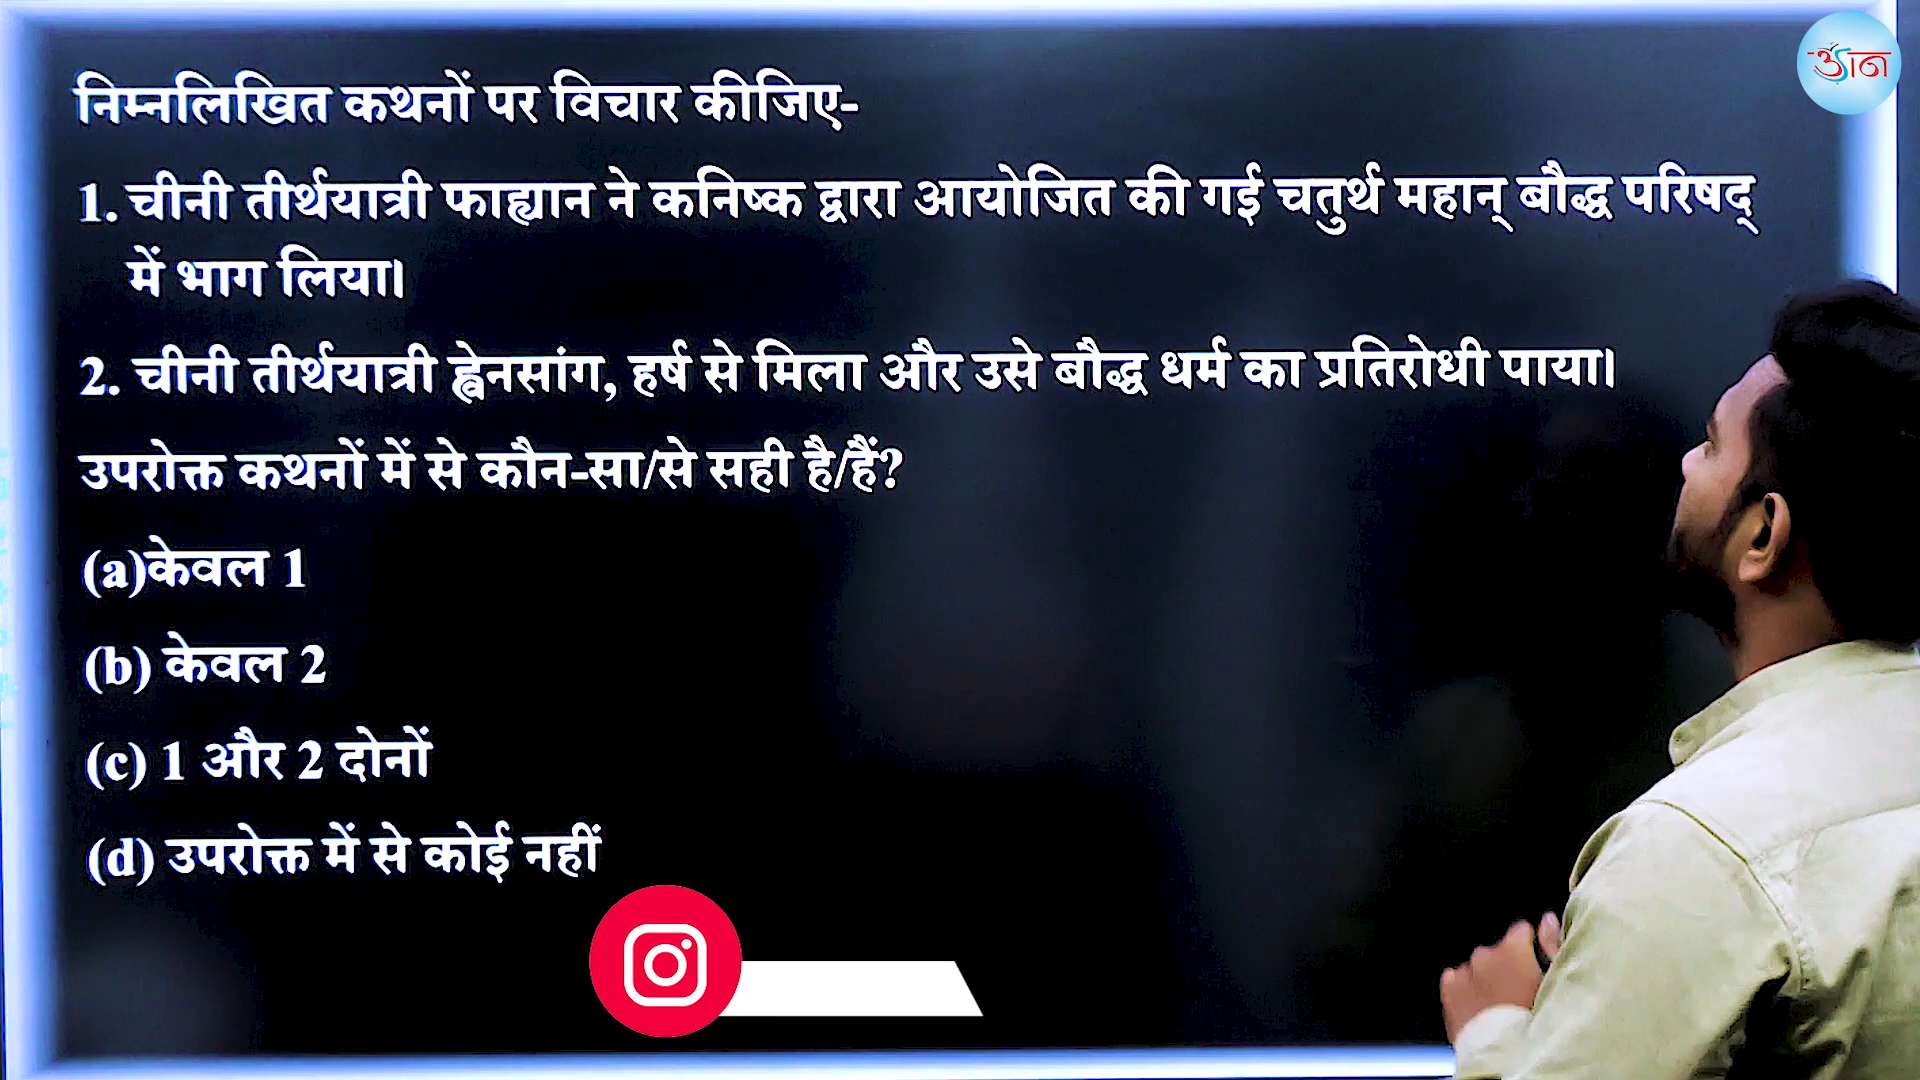 ज्ञान
निम्नलिखित कथनों पर विचार कीजिए-
1. चीनी तीर्थयात्री फाह्यान ने कनिष्क द्वारा आयोजित की गई चतुर्थ महान् बौद्ध परिषद्
में भाग लिया।
2. चीनी तीर्थयात्री ह्वेनसांग, हर्ष से मिला और उसे बौद्ध धर्म का प्रतिरोधी पाया।
उपरोक्त कथनों में से कौन-सा/से सही है/हैं?
(a)केवल 1
(b) केवल 2
(c) 1 और 2 दोनों
(d) उपरोक्त में से कोई नहीं